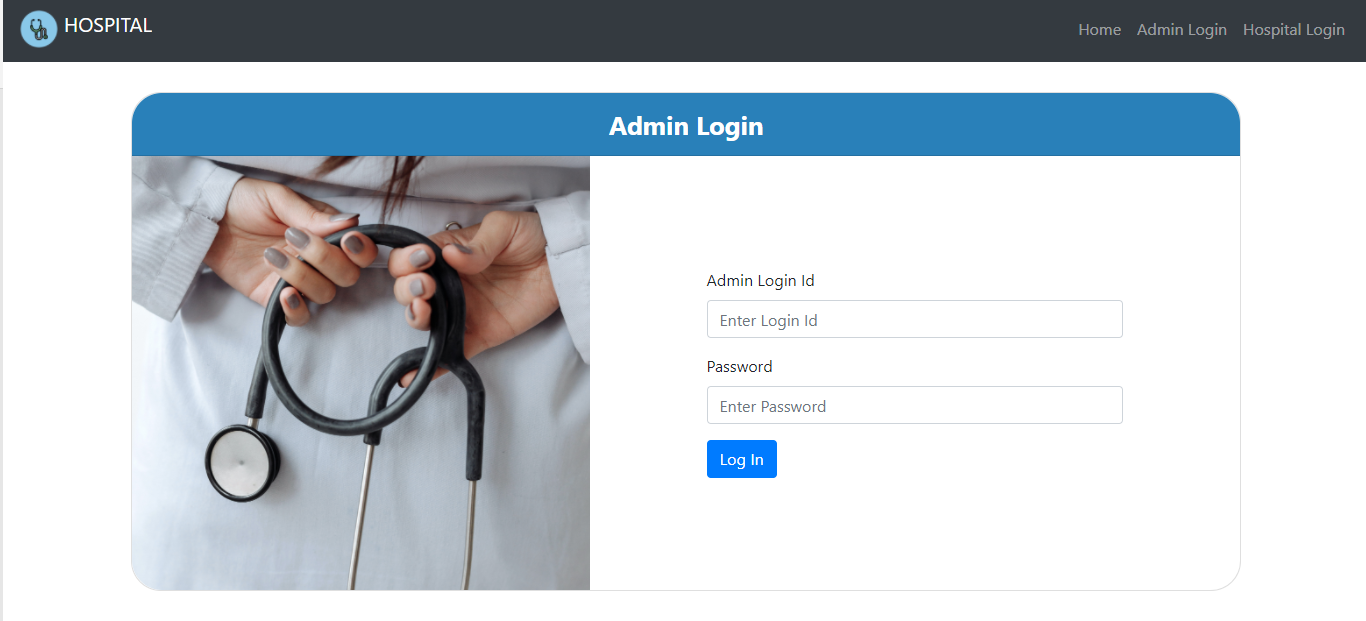 HOSPITAL
Home Admin Login Hospital Login
Admin Login
Admin Login Id
Enter Login Id
Password
Enter Password
Log In